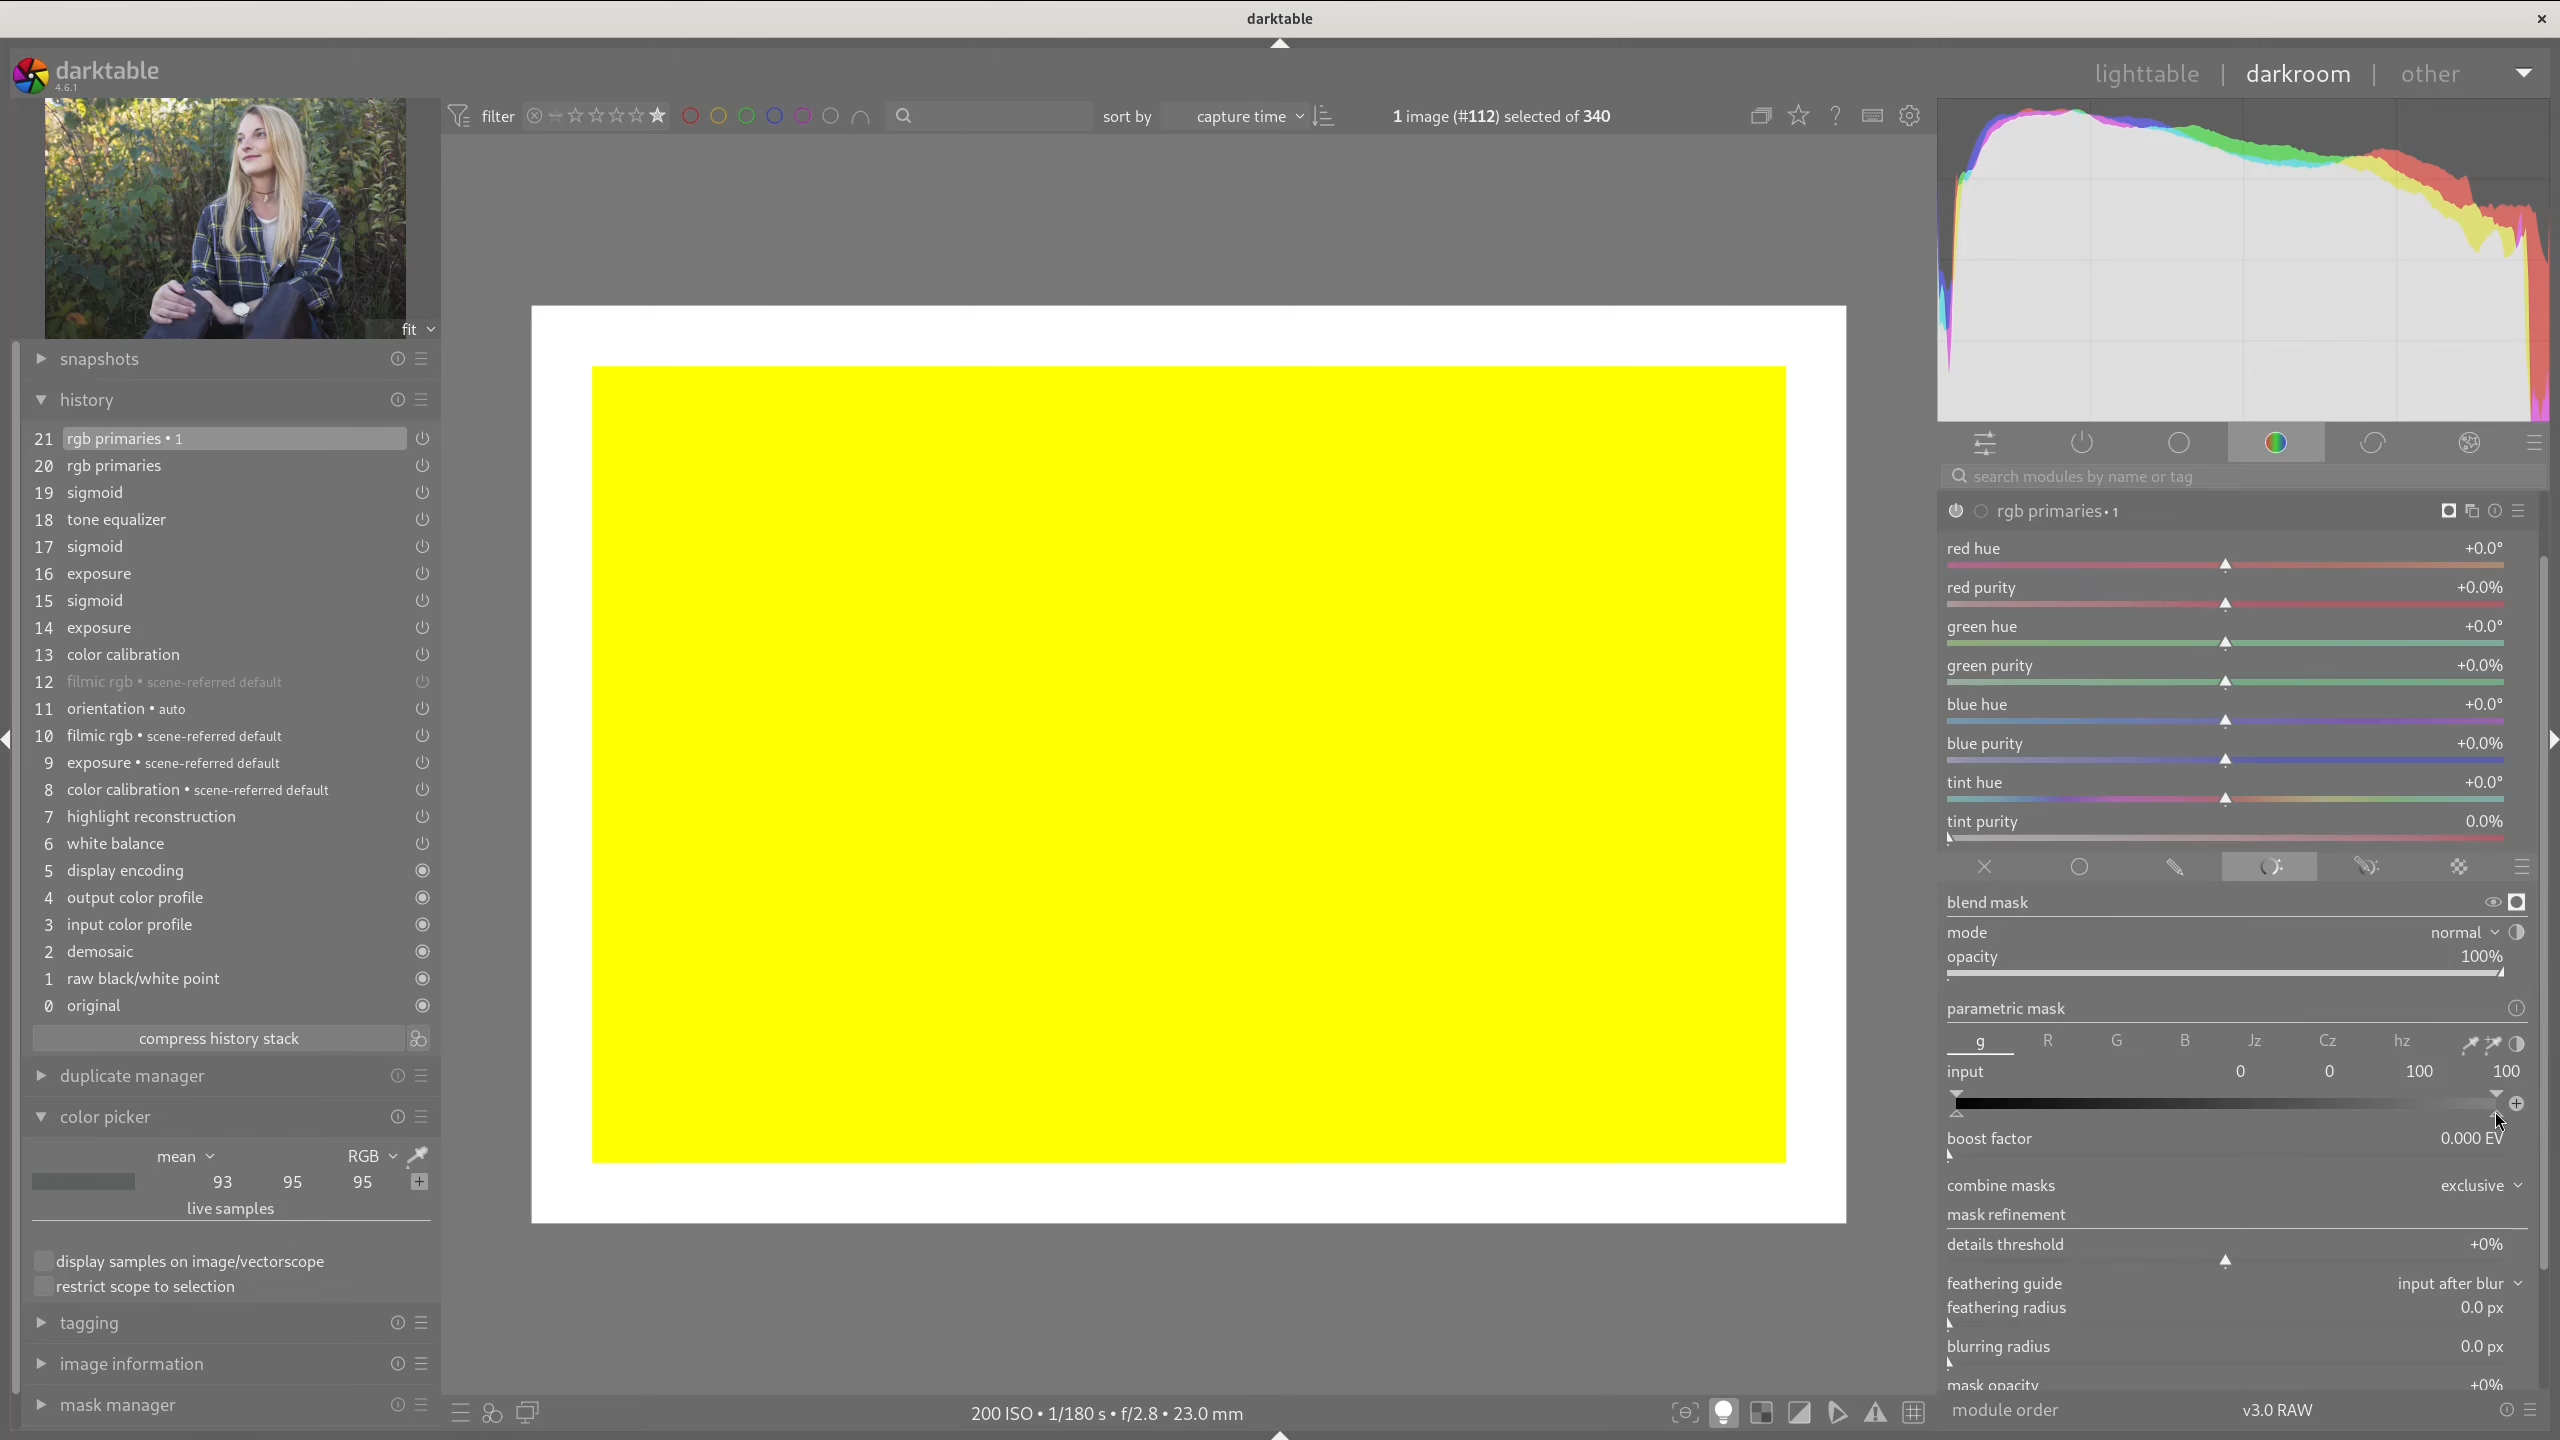 darktable
darktable
4.6.1
lighttable | darkroom | other
filter
sort by capture time
1 image (#112) selected of 340
fit
snapshots
history
21 rgb primaries • 1
20 rgb primaries
19 sigmoid
18 tone equalizer
17 sigmoid
16 exposure
15 sigmoid
14 exposure
13 color calibration
12 filmic rgb • scene-referred default
11 orientation • auto
10 filmic rgb • scene-referred default
9 exposure • scene-referred default
8 color calibration • scene-referred default
7 highlight reconstruction
6 white balance
5 display encoding
4 output color profile
3 input color profile
2 demosaic
1 raw black/white point
0 original
compress history stack
duplicate manager
color picker
mean RGB
93 95 95
live samples
display samples on image/vectorscope
restrict scope to selection
tagging
image information
mask manager
200 ISO • 1/180 s • f/2.8 • 23.0 mm
search modules by name or tag
rgb primaries • 1
red hue +0.0°
red purity +0.0%
green hue +0.0°
green purity +0.0%
blue hue +0.0°
blue purity +0.0%
tint hue +0.0°
tint purity 0.0%
blend mask
mode normal
opacity 100%
parametric mask
g R G B Jz Cz hz
input 0 0 100 100
boost factor 0.000 EV
combine masks exclusive
mask refinement
details threshold +0%
feathering guide input after blur
feathering radius 0.0 px
blurring radius 0.0 px
mask opacity +0%
module order v3.0 RAW